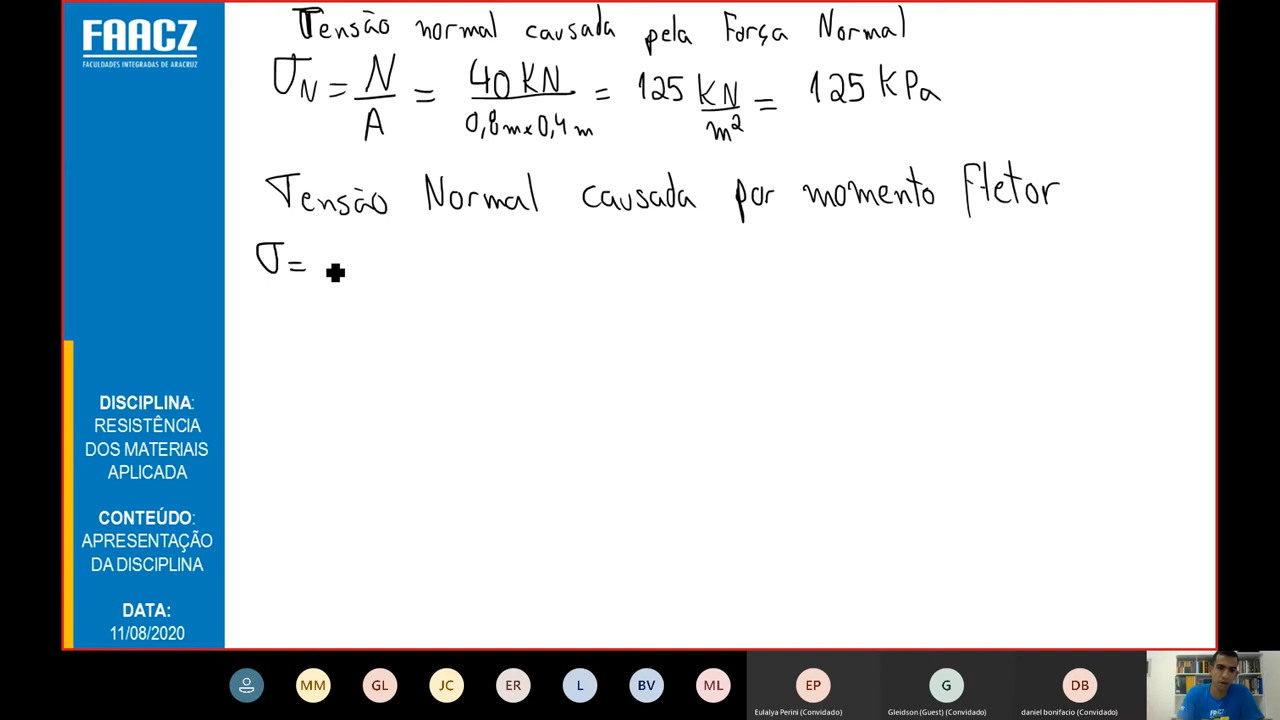 FAACZ
FACULDADES INTEGRADAS DE ARACRUZ
Tensão normal causada pela Força Normal
σN = N/A = 40 KN/0,8m×0,4m = 125 KN/m² = 125 KPa
Tensão Normal causada por momento Fletor
σ=
DISCIPLINA:
RESISTÊNCIA
DOS MATERIAIS
APLICADA
CONTEÚDO:
APRESENTAÇÃO
DA DISCIPLINA
DATA:
11/08/2020
MM GL JC ER L BV ML EP G DB
Eulalya Perini (Convidado) Gleidson (Guest) (Convidado) daniel bonifacio (Convidado)